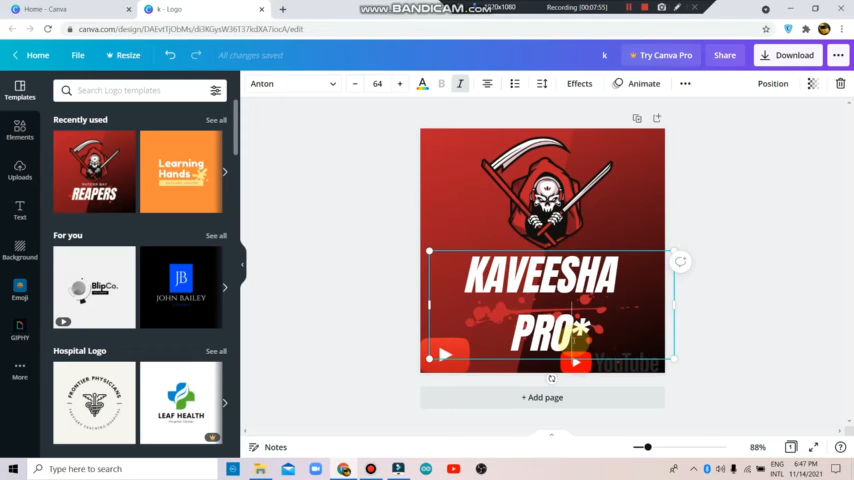 Home - Canva
k - Logo
www.BANDICAM.com
1920x1080
Recording [00:07:55]
canva.com/design/DAEvtTjObMs/di3KGysW36T37kdXA7ivcA/edit
Home
File
Resize
All changes saved
k
Try Canva Pro
Share
Download
Templates
Elements
Uploads
Text
Background
Emoji
GIPHY
More
Search Logo templates
Recently used
See all
REAPERS
Learning
Hands
For you
See all
BlipCo.
JB
JOHN BAILEY
Hospital Logo
See all
FRONTIER PHYSICIANS
LEAF HEALTH
Anton
64
B
I
A
Effects
Animate
Position
KAVEESHA
PRO*
YouTube
+ Add page
Notes
88%
1
Type here to search
ENG
INTL
6:47 PM
11/14/2021